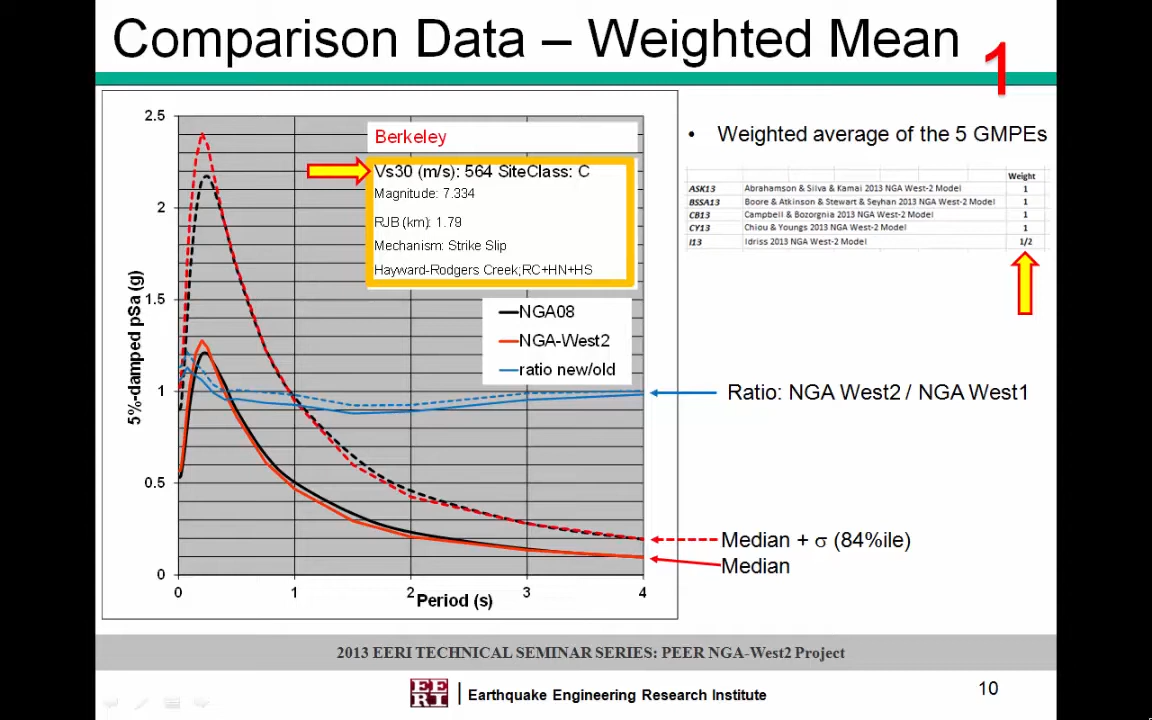 Comparison Data – Weighted Mean
1
2.5
2
1.5
1
0.5
0
0
1
2
3
4
5%-damped pSa (g)
Period (s)
Berkeley
Vs30 (m/s): 564 SiteClass: C
Magnitude: 7.334
RJB (km): 1.79
Mechanism: Strike Slip
Hayward-Rodgers Creek;RC+HN+HS
NGA08
NGA-West2
ratio new/old
• Weighted average of the 5 GMPEs
Weight
ASK13 Abrahamson & Silva & Kamai 2013 NGA West-2 Model 1
BSSA13 Boore & Atkinson & Stewart & Seyhan 2013 NGA West-2 Model 1
CB13 Campbell & Bozorgnia 2013 NGA West-2 Model 1
CY13 Chiou & Youngs 2013 NGA West-2 Model 1
I13 Idriss 2013 NGA West-2 Model 1/2
Ratio: NGA West2 / NGA West1
Median + σ (84%ile)
Median
2013 EERI TECHNICAL SEMINAR SERIES: PEER NGA-West2 Project
EERI Earthquake Engineering Research Institute
10